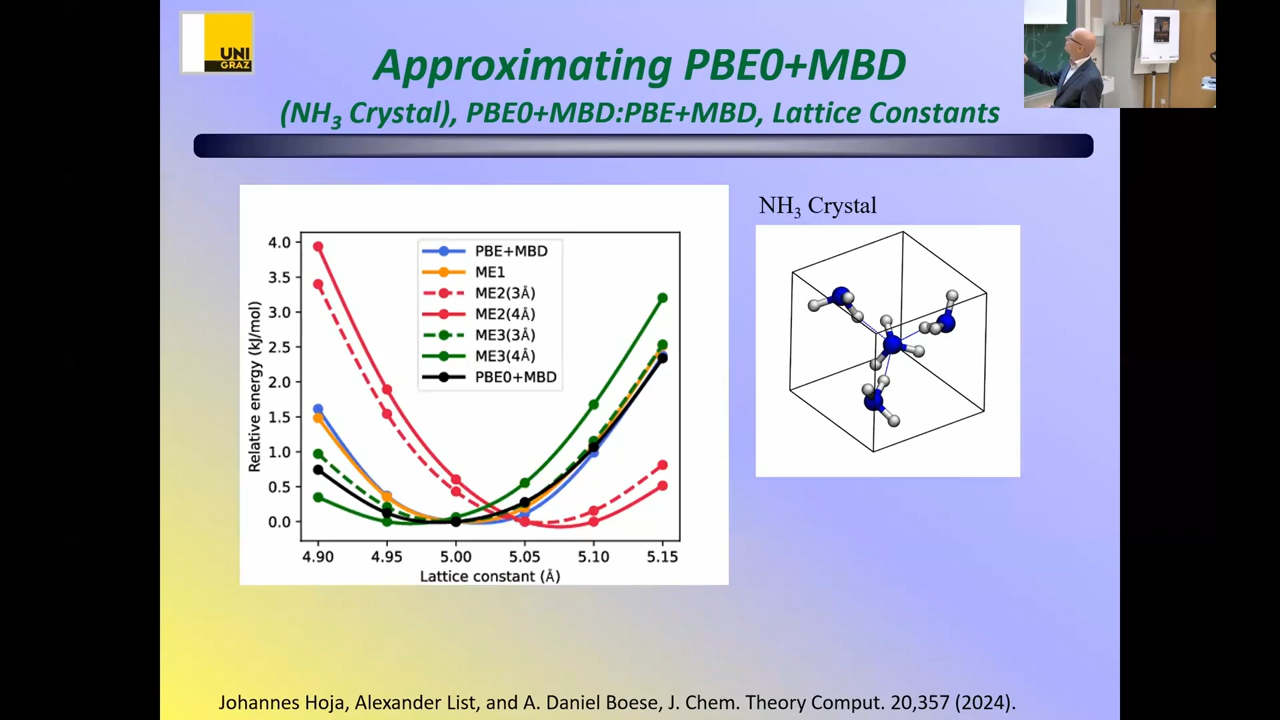 UNI
GRAZ
Approximating PBE0+MBD
(NH₃ Crystal), PBE0+MBD:PBE+MBD, Lattice Constants
NH₃ Crystal
Relative energy (kJ/mol)
4.0
3.5
3.0
2.5
2.0
1.5
1.0
0.5
0.0
PBE+MBD
ME1
ME2(3Å)
ME2(4Å)
ME3(3Å)
ME3(4Å)
PBE0+MBD
4.90 4.95 5.00 5.05 5.10 5.15
Lattice constant (Å)
Johannes Hoja, Alexander List, and A. Daniel Boese, J. Chem. Theory Comput. 20,357 (2024).